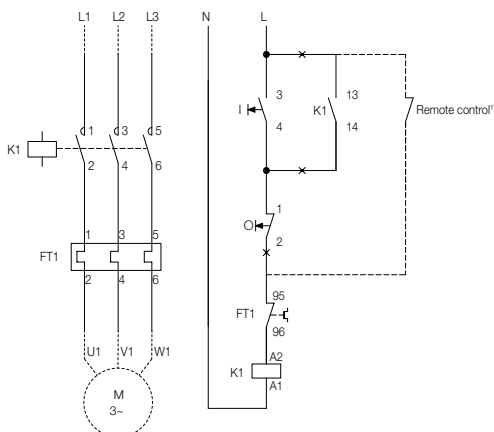 L1 L2 L3 N L
1 3 5
K1
2 4 6
3
I
4
13
K1
14
Remote control¹⁾
1
O
2
1 3 5
FT1
2 4 6
95
FT1
96
U1 V1 W1
A2
K1
A1
M
3~